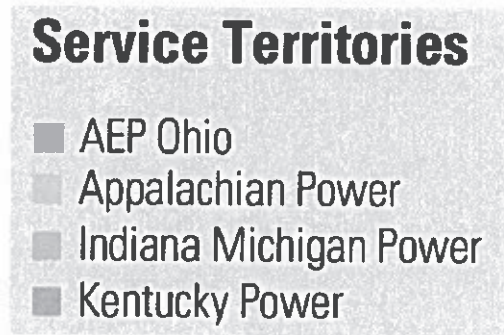 Service Territories
AEP Ohio
Appalachian Power
Indiana Michigan Power
Kentucky Power